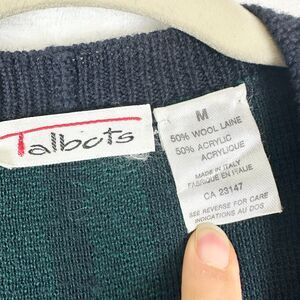 Talbots
M
50% WOOL LAINE
50% ACRYLIC
ACRYLIQUE
MADE IN ITALY
FABRIQUE EN ITALIE
CA 23147
SEE REVERSE FOR CARE
INDICATIONS AU DOS